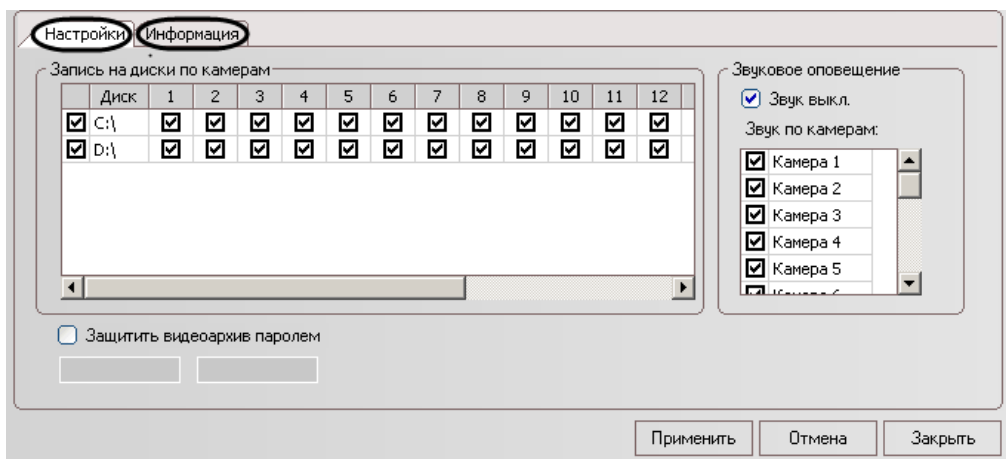 Настройки Информация
Запись на диски по камерам
Диск 1 2 3 4 5 6 7 8 9 10 11 12
C:\
D:\
Защитить видеоархив паролем
Звуковое оповещение
Звук выкл.
Звук по камерам:
Камера 1
Камера 2
Камера 3
Камера 4
Камера 5
Применить Отмена Закрыть